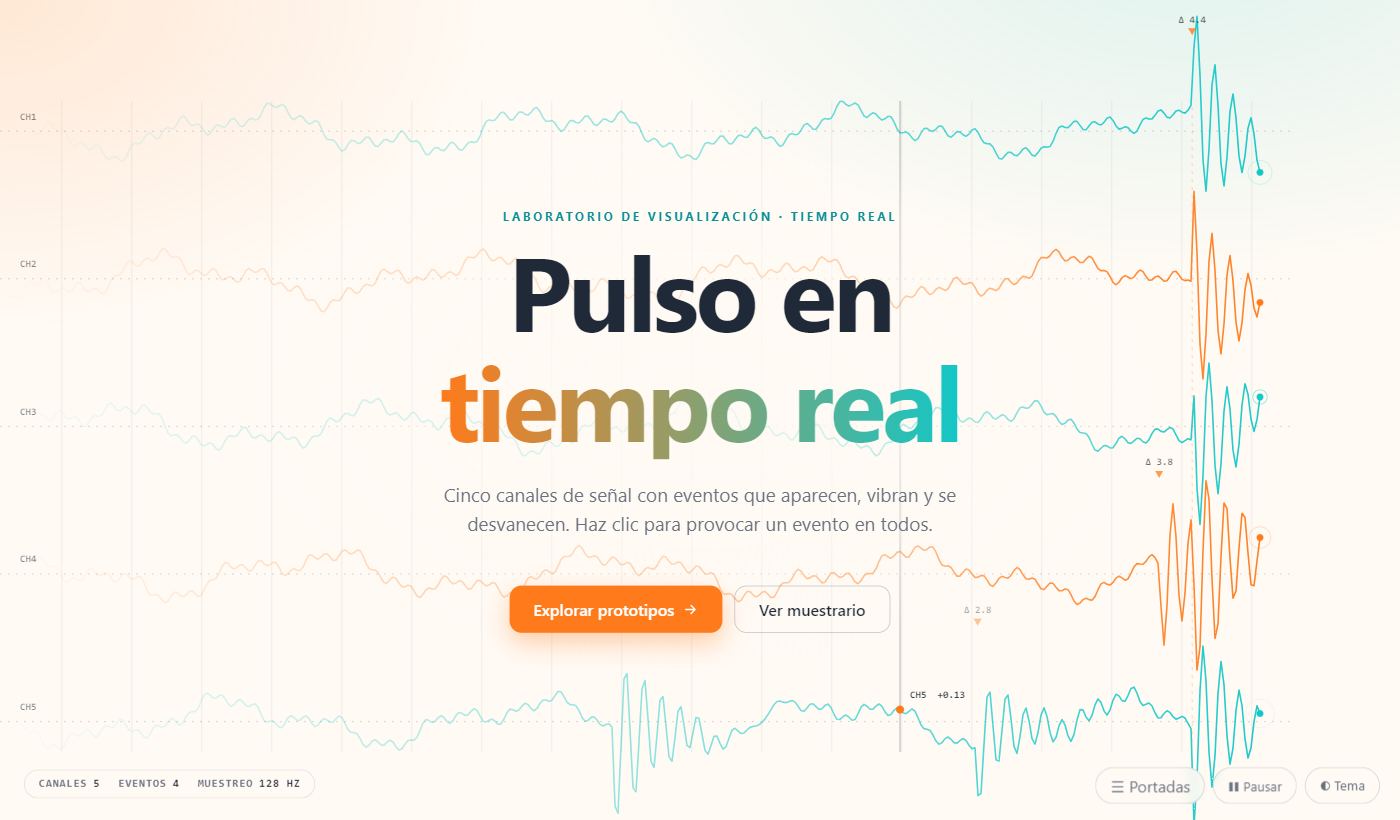 Δ 4.4
CH1
LABORATORIO DE VISUALIZACIÓN · TIEMPO REAL
CH2
Pulso en
tiempo real
CH3
Δ 3.8
Cinco canales de señal con eventos que aparecen, vibran y se
desvanecen. Haz clic para provocar un evento en todos.
CH4
Explorar prototipos →
Ver muestrario
Δ 2.8
CH5 +0.13
CH5
CANALES 5 EVENTOS 4 MUESTREO 128 HZ
Portadas
Pausar
Tema